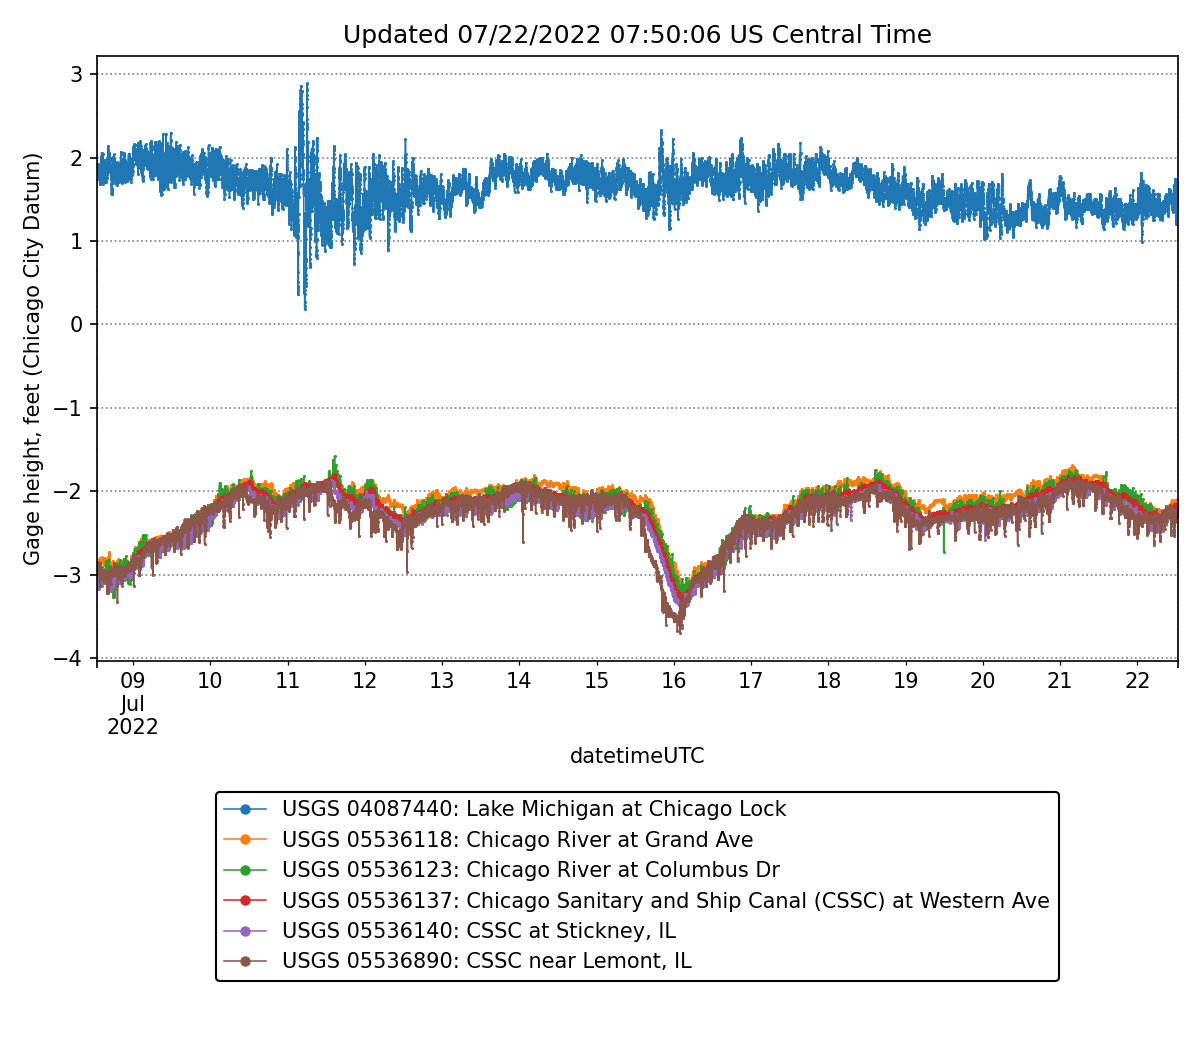 Updated 07/22/2022 07:50:06 US Central Time
Gage height, feet (Chicago City Datum)
3
2
1
0
−1
−2
−3
−4
09 10 11 12 13 14 15 16 17 18 19 20 21 22
Jul
2022
datetimeUTC
USGS 04087440: Lake Michigan at Chicago Lock
USGS 05536118: Chicago River at Grand Ave
USGS 05536123: Chicago River at Columbus Dr
USGS 05536137: Chicago Sanitary and Ship Canal (CSSC) at Western Ave
USGS 05536140: CSSC at Stickney, IL
USGS 05536890: CSSC near Lemont, IL